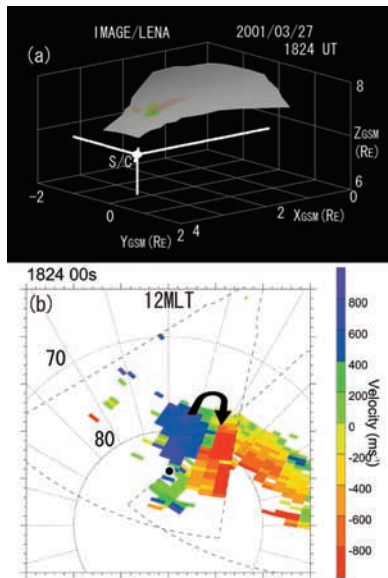 IMAGE/LENA 2001/03/27
(a) 1824 UT
8
ZGSM
(RE)
S/C
6
-2 0
0 2 XGSM(RE)
YGSM(RE) 2 4
1824 00s
(b) 12MLT
800
70
600
400
80
200
0
-200
-400
-600
-800
Velocity (ms-1)